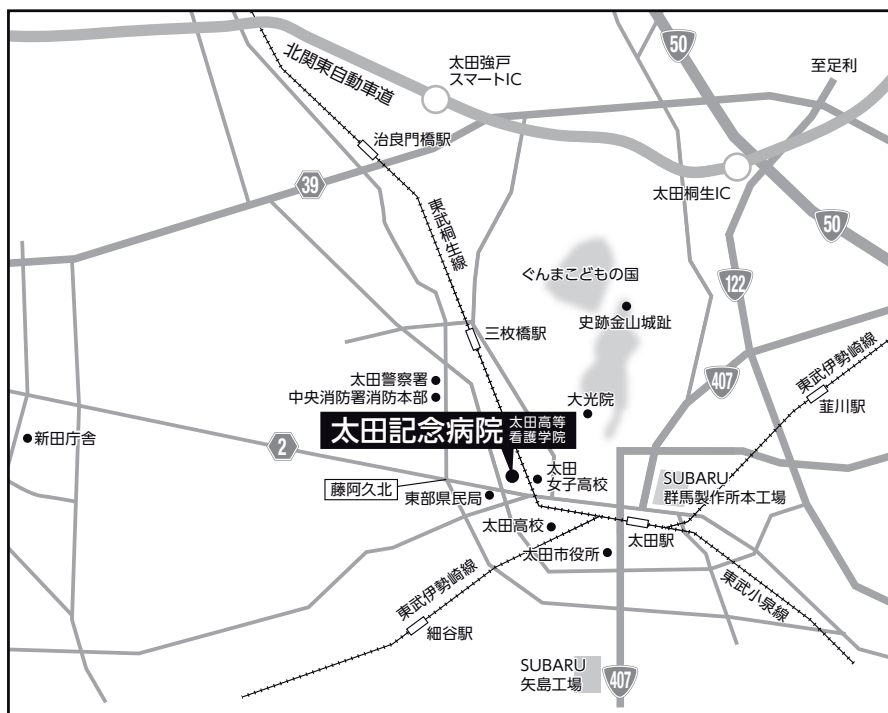 50
北関東自動車道
太田強戸
スマートIC
至足利
治良門橋駅
39
太田桐生IC
東武桐生線
50
ぐんまこどもの国
122
史跡金山城趾
三枚橋駅
407
東武伊勢崎線
韮川駅
太田警察署
中央消防署消防本部
大光院
新田庁舎
2
太田記念病院
太田高等
看護学院
藤阿久北
東部県民局
太田
女子高校
SUBARU
群馬製作所本工場
太田高校
太田駅
太田市役所
東武伊勢崎線
細谷駅
東武小泉線
SUBARU
矢島工場
407